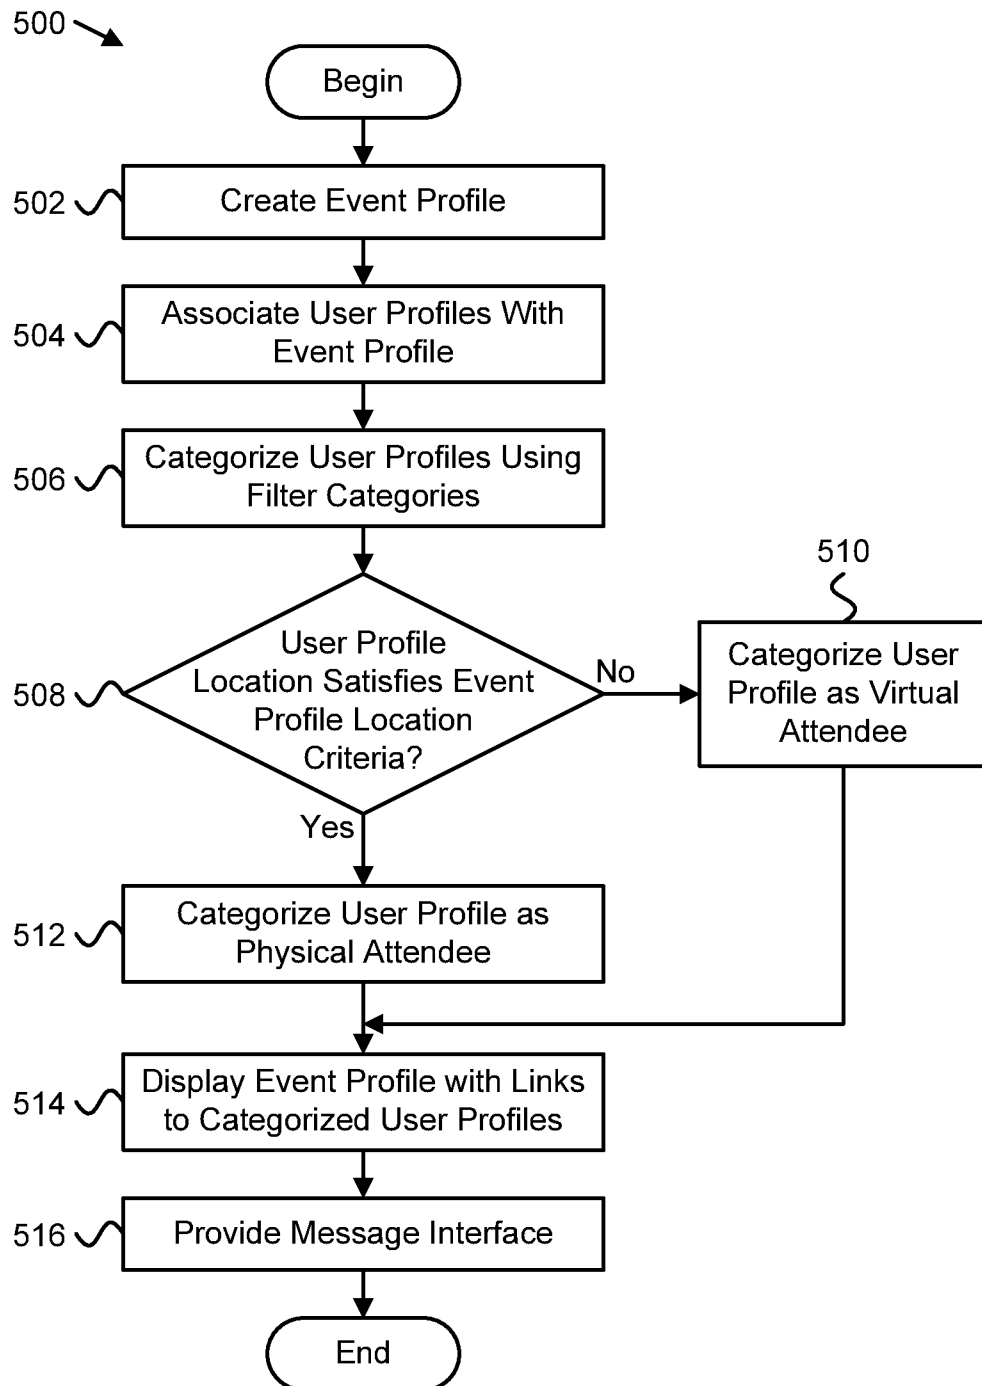 500
Begin
502
Create Event Profile
504
Associate User Profiles With
Event Profile
506
Categorize User Profiles Using
Filter Categories
508
User Profile
Location Satisfies Event
Profile Location
Criteria?
No
510
Categorize User
Profile as Virtual
Attendee
Yes
512
Categorize User Profile as
Physical Attendee
514
Display Event Profile with Links
to Categorized User Profiles
516
Provide Message Interface
End